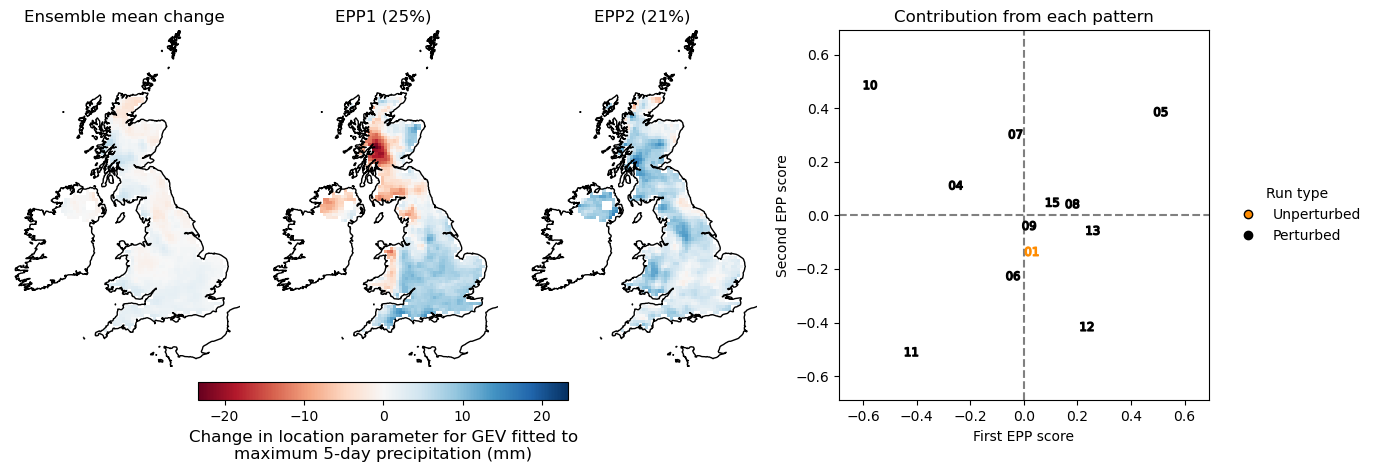 Ensemble mean change
EPP1 (25%)
EPP2 (21%)
Contribution from each pattern
Second EPP score
0.6
0.4
0.2
0.0
−0.2
−0.4
−0.6
10
05
07
04
15
08
09
13
01
06
12
11
−0.6
−0.4
−0.2
0.0
0.2
0.4
0.6
First EPP score
Run type
Unperturbed
Perturbed
−20
−10
0
10
20
Change in location parameter for GEV fitted to
maximum 5-day precipitation (mm)